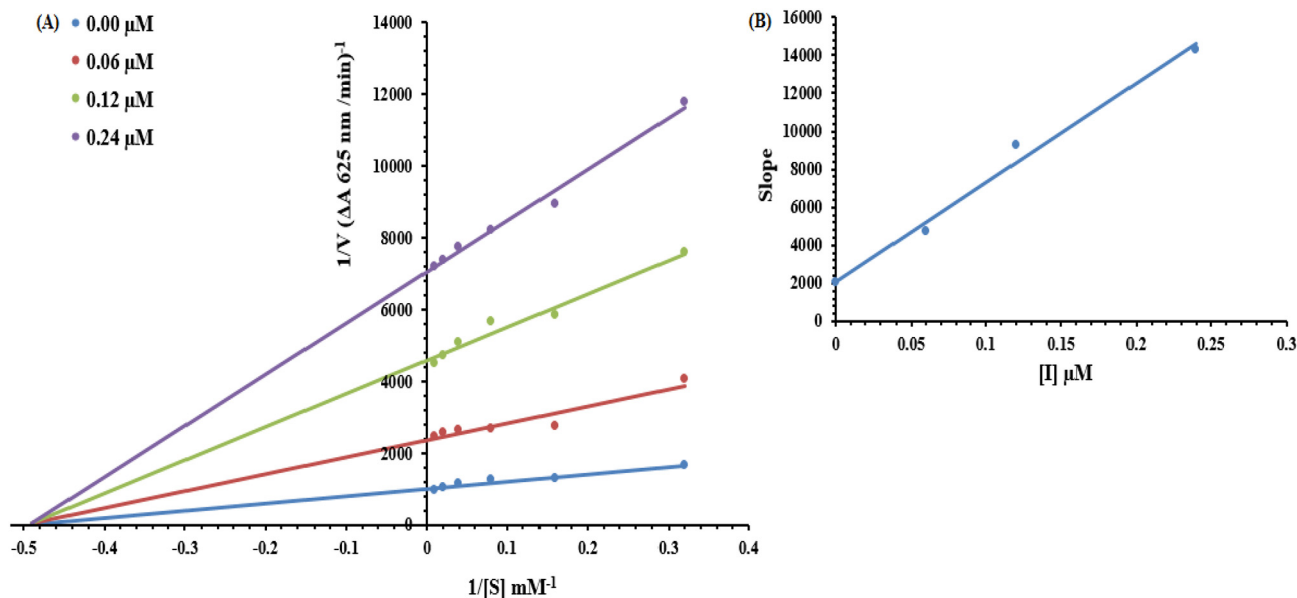 (A)
0.00 µM
0.06 µM
0.12 µM
0.24 µM
1/V (ΔA 625 nm /min)-1
14000
12000
10000
8000
6000
4000
2000
0
-0.5 -0.4 -0.3 -0.2 -0.1 0 0.1 0.2 0.3 0.4
1/[S] mM-1
(B)
Slope
16000
14000
12000
10000
8000
6000
4000
2000
0
0 0.05 0.1 0.15 0.2 0.25 0.3
[I] µM